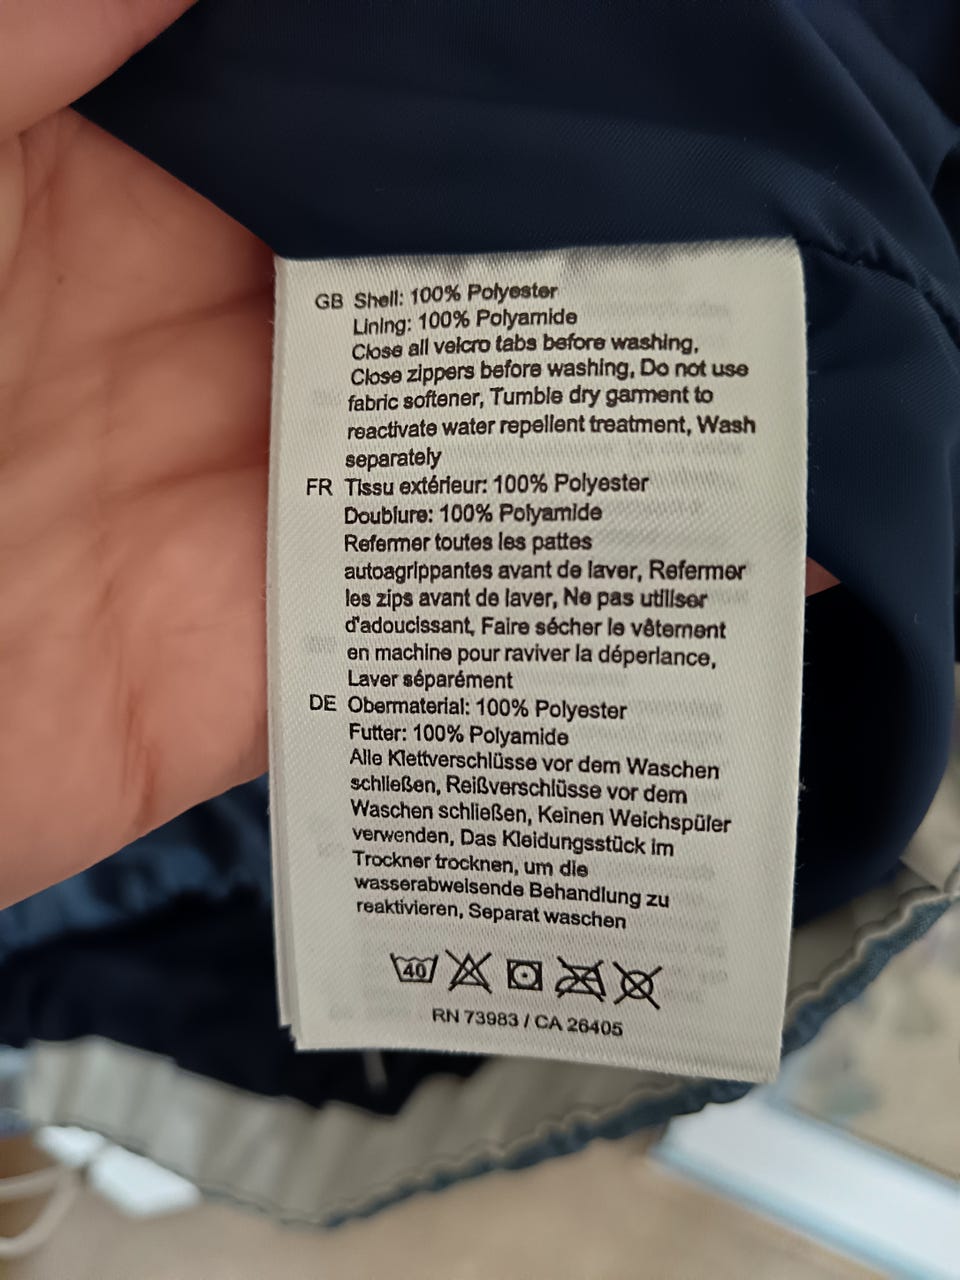 GB Shell: 100% Polyester
Lining: 100% Polyamide
Close all velcro tabs before washing,
Close zippers before washing, Do not use
fabric softener, Tumble dry garment to
reactivate water repellent treatment, Wash
separately
FR Tissu extérieur: 100% Polyester
Doublure: 100% Polyamide
Refermer toutes les pattes
autoagrippantes avant de laver, Refermer
les zips avant de laver, Ne pas utiliser
d'adoucissant, Faire sécher le vêtement
en machine pour raviver la déperlance,
Laver séparément
DE Obermaterial: 100% Polyester
Futter: 100% Polyamide
Alle Klettverschlüsse vor dem Waschen
schließen, Reißverschlüsse vor dem
Waschen schließen, Keinen Weichspüler
verwenden, Das Kleidungsstück im
Trockner trocknen, um die
wasserabweisende Behandlung zu
reaktivieren, Separat waschen
40
RN 73983 / CA 26405